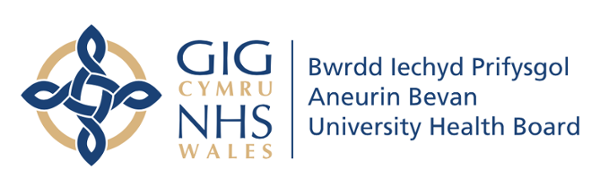 GIG
CYMRU
NHS
WALES
Bwrdd Iechyd Prifysgol
Aneurin Bevan
University Health Board